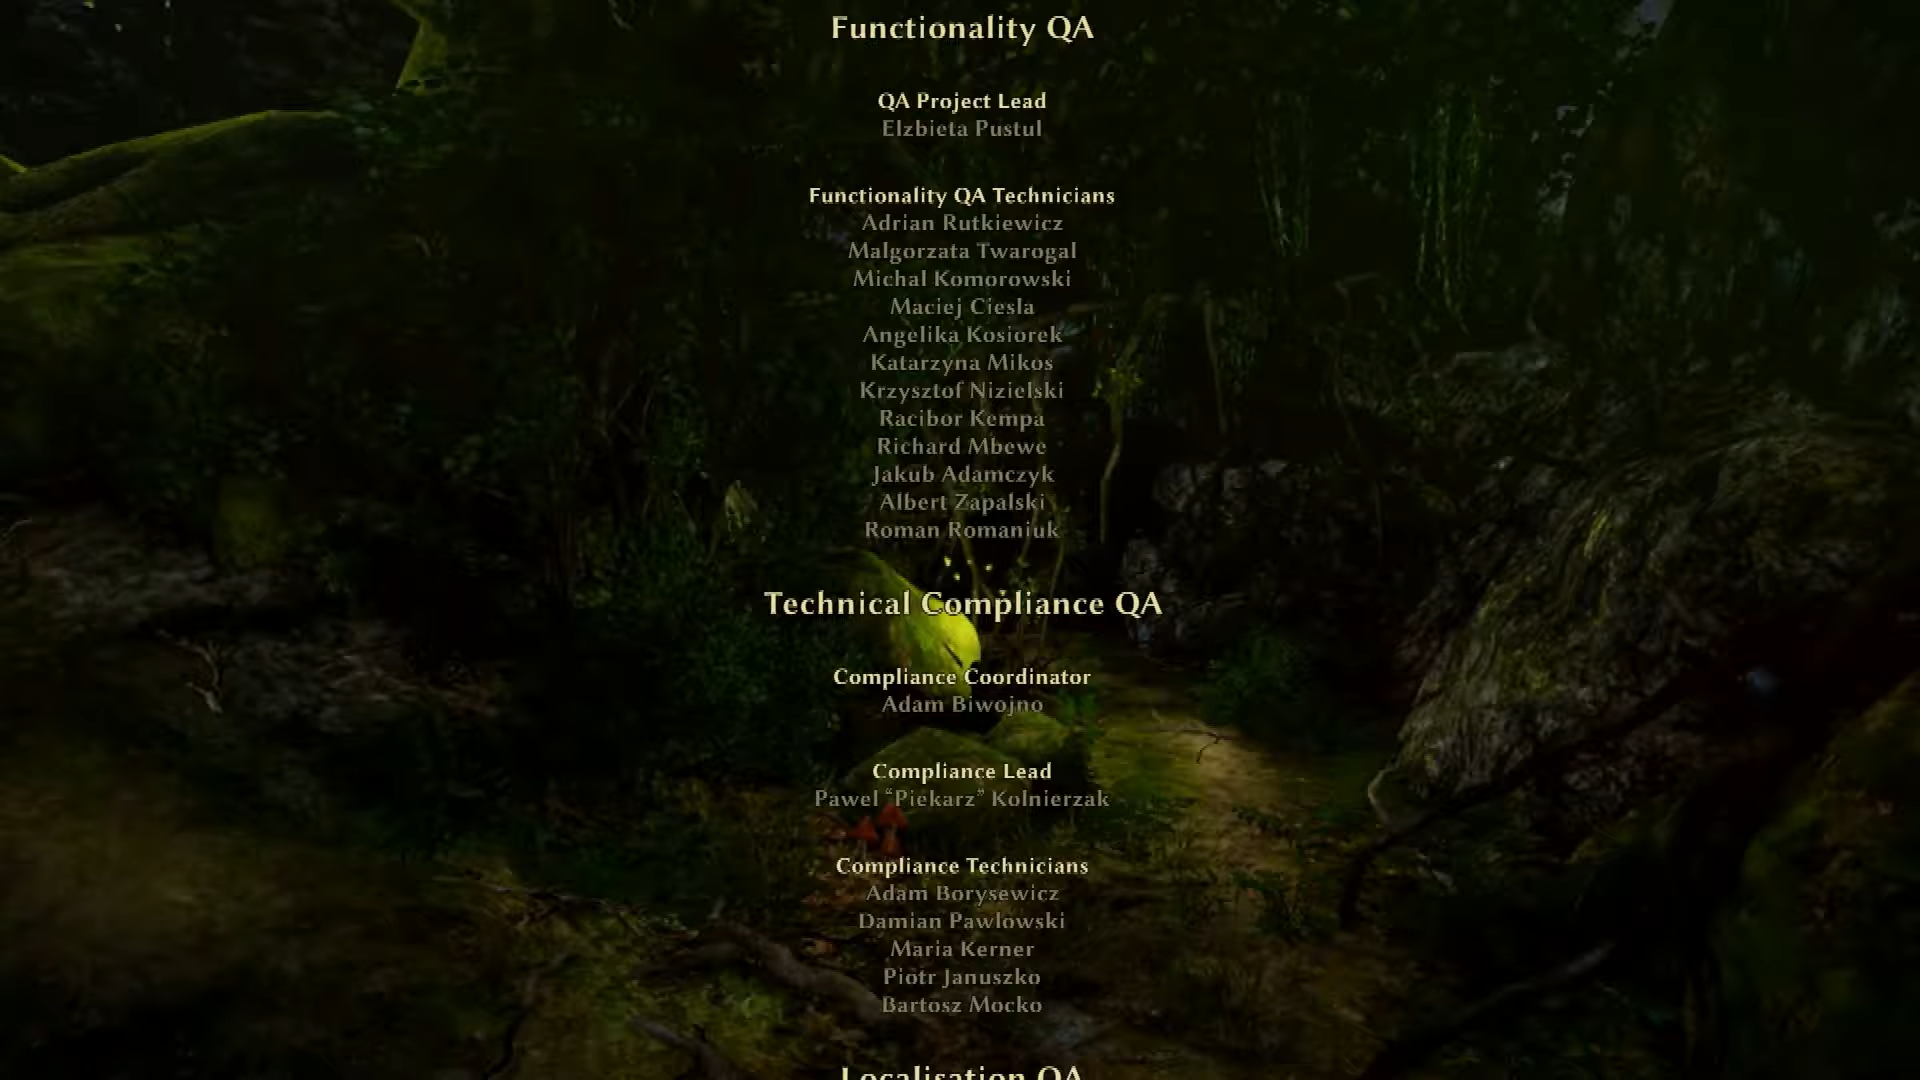 Functionality QA
QA Project Lead
Elzbieta Pustul
Functionality QA Technicians
Adrian Rutkiewicz
Malgorzata Twarogal
Michal Komorowski
Maciej Ciesla
Angelika Kosiorek
Katarzyna Mikos
Krzysztof Nizielski
Racibor Kempa
Richard Mbewe
Jakub Adamczyk
Albert Zapalski
Roman Romaniuk
Technical Compliance QA
Compliance Coordinator
Adam Biwojno
Compliance Lead
Pawel “Piekarz” Kolnierzak
Compliance Technicians
Adam Borysewicz
Damian Pawlowski
Maria Kerner
Piotr Januszko
Bartosz Mocko
Localisation QA